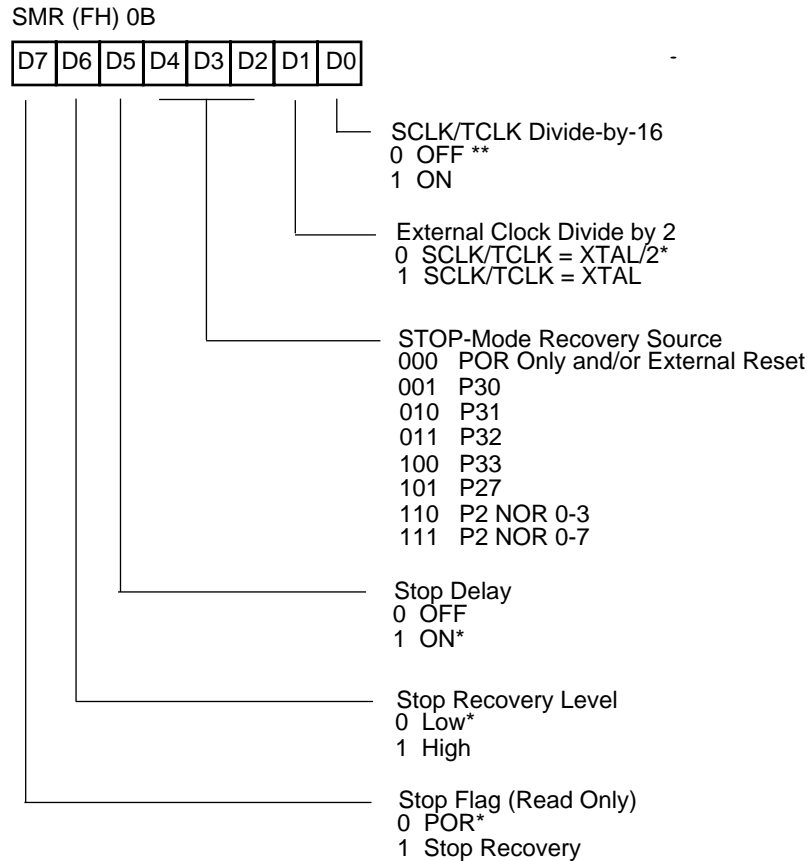 SMR (FH) 0B
D7 D6 D5 D4 D3 D2 D1 D0
-
SCLK/TCLK Divide-by-16
0 OFF **
1 ON
External Clock Divide by 2
0 SCLK/TCLK = XTAL/2*
1 SCLK/TCLK = XTAL
STOP-Mode Recovery Source
000 POR Only and/or External Reset
001 P30
010 P31
011 P32
100 P33
101 P27
110 P2 NOR 0-3
111 P2 NOR 0-7
Stop Delay
0 OFF
1 ON*
Stop Recovery Level
0 Low*
1 High
Stop Flag (Read Only)
0 POR*
1 Stop Recovery